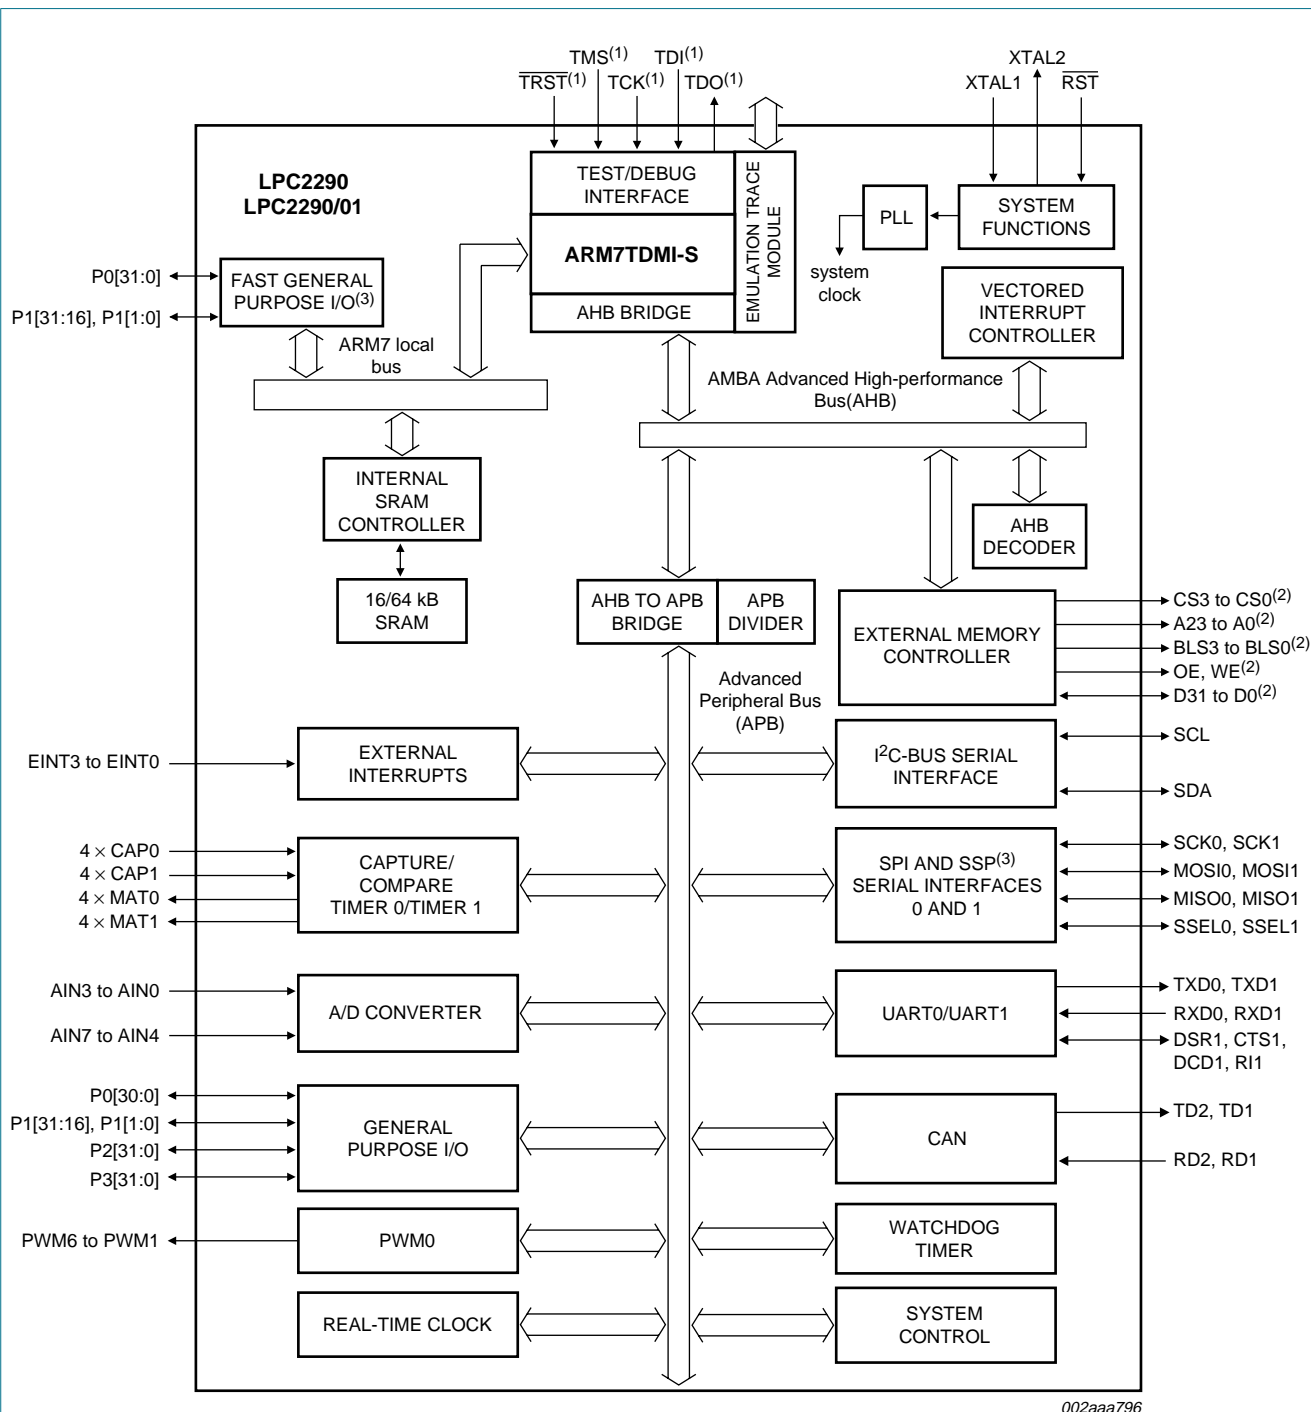 TMS(1)
TDI(1)
XTAL2
TRST(1)
TCK(1)
TDO(1)
XTAL1
RST
LPC2290
LPC2290/01
TEST/DEBUG
INTERFACE
ARM7TDMI-S
AHB BRIDGE
EMULATION TRACE
MODULE
PLL
SYSTEM
FUNCTIONS
system
clock
P0[31:0]
P1[31:16], P1[1:0]
FAST GENERAL
PURPOSE I/O(3)
VECTORED
INTERRUPT
CONTROLLER
ARM7 local
bus
AMBA Advanced High-performance
Bus(AHB)
INTERNAL
SRAM
CONTROLLER
AHB
DECODER
16/64 kB
SRAM
AHB TO APB
BRIDGE
APB
DIVIDER
EXTERNAL MEMORY
CONTROLLER
CS3 to CS0(2)
A23 to A0(2)
BLS3 to BLS0(2)
OE, WE(2)
D31 to D0(2)
Advanced
Peripheral Bus
(APB)
EINT3 to EINT0
EXTERNAL
INTERRUPTS
I2C-BUS SERIAL
INTERFACE
SCL
SDA
4 × CAP0
4 × CAP1
4 × MAT0
4 × MAT1
CAPTURE/
COMPARE
TIMER 0/TIMER 1
SPI AND SSP(3)
SERIAL INTERFACES
0 AND 1
SCK0, SCK1
MOSI0, MOSI1
MISO0, MISO1
SSEL0, SSEL1
AIN3 to AIN0
AIN7 to AIN4
A/D CONVERTER
UART0/UART1
TXD0, TXD1
RXD0, RXD1
DSR1, CTS1,
DCD1, RI1
P0[30:0]
P1[31:16], P1[1:0]
P2[31:0]
P3[31:0]
GENERAL
PURPOSE I/O
CAN
TD2, TD1
RD2, RD1
PWM6 to PWM1
PWM0
WATCHDOG
TIMER
REAL-TIME CLOCK
SYSTEM
CONTROL
002aaa796